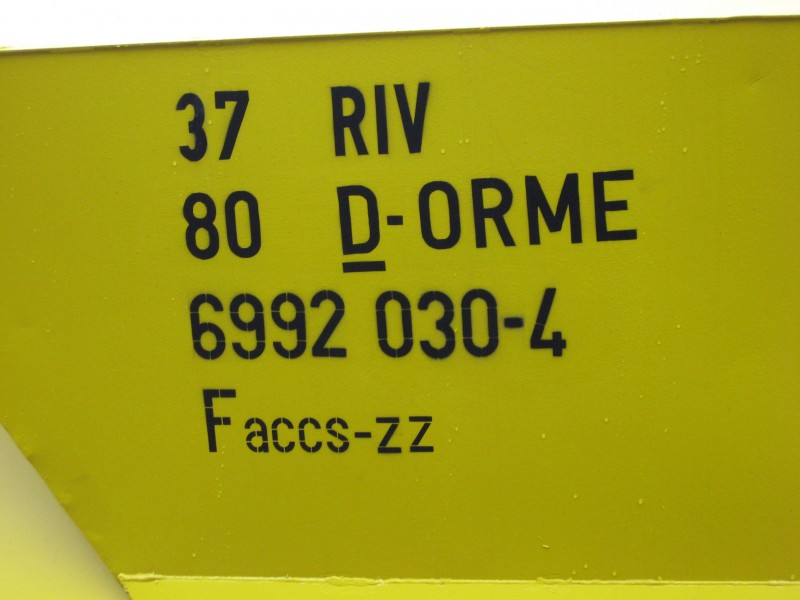 37 RIV
80 D-ORME
6992 030-4
Faccs-zz